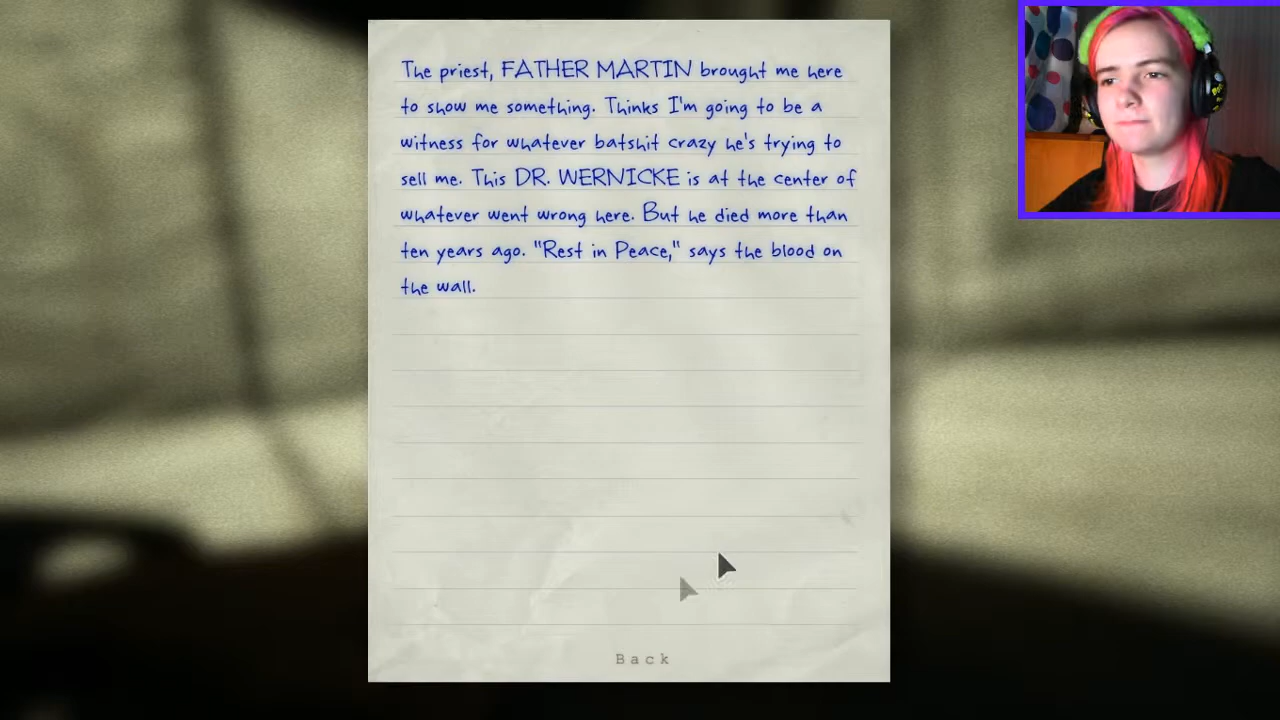 The priest, FATHER MARTIN brought me here
to show me something. Thinks I'm going to be a
witness for whatever batshit crazy he's trying to
sell me. This DR. WERNICKE is at the center of
whatever went wrong here. But he died more than
ten years ago. "Rest in Peace," says the blood on
the wall.
Back